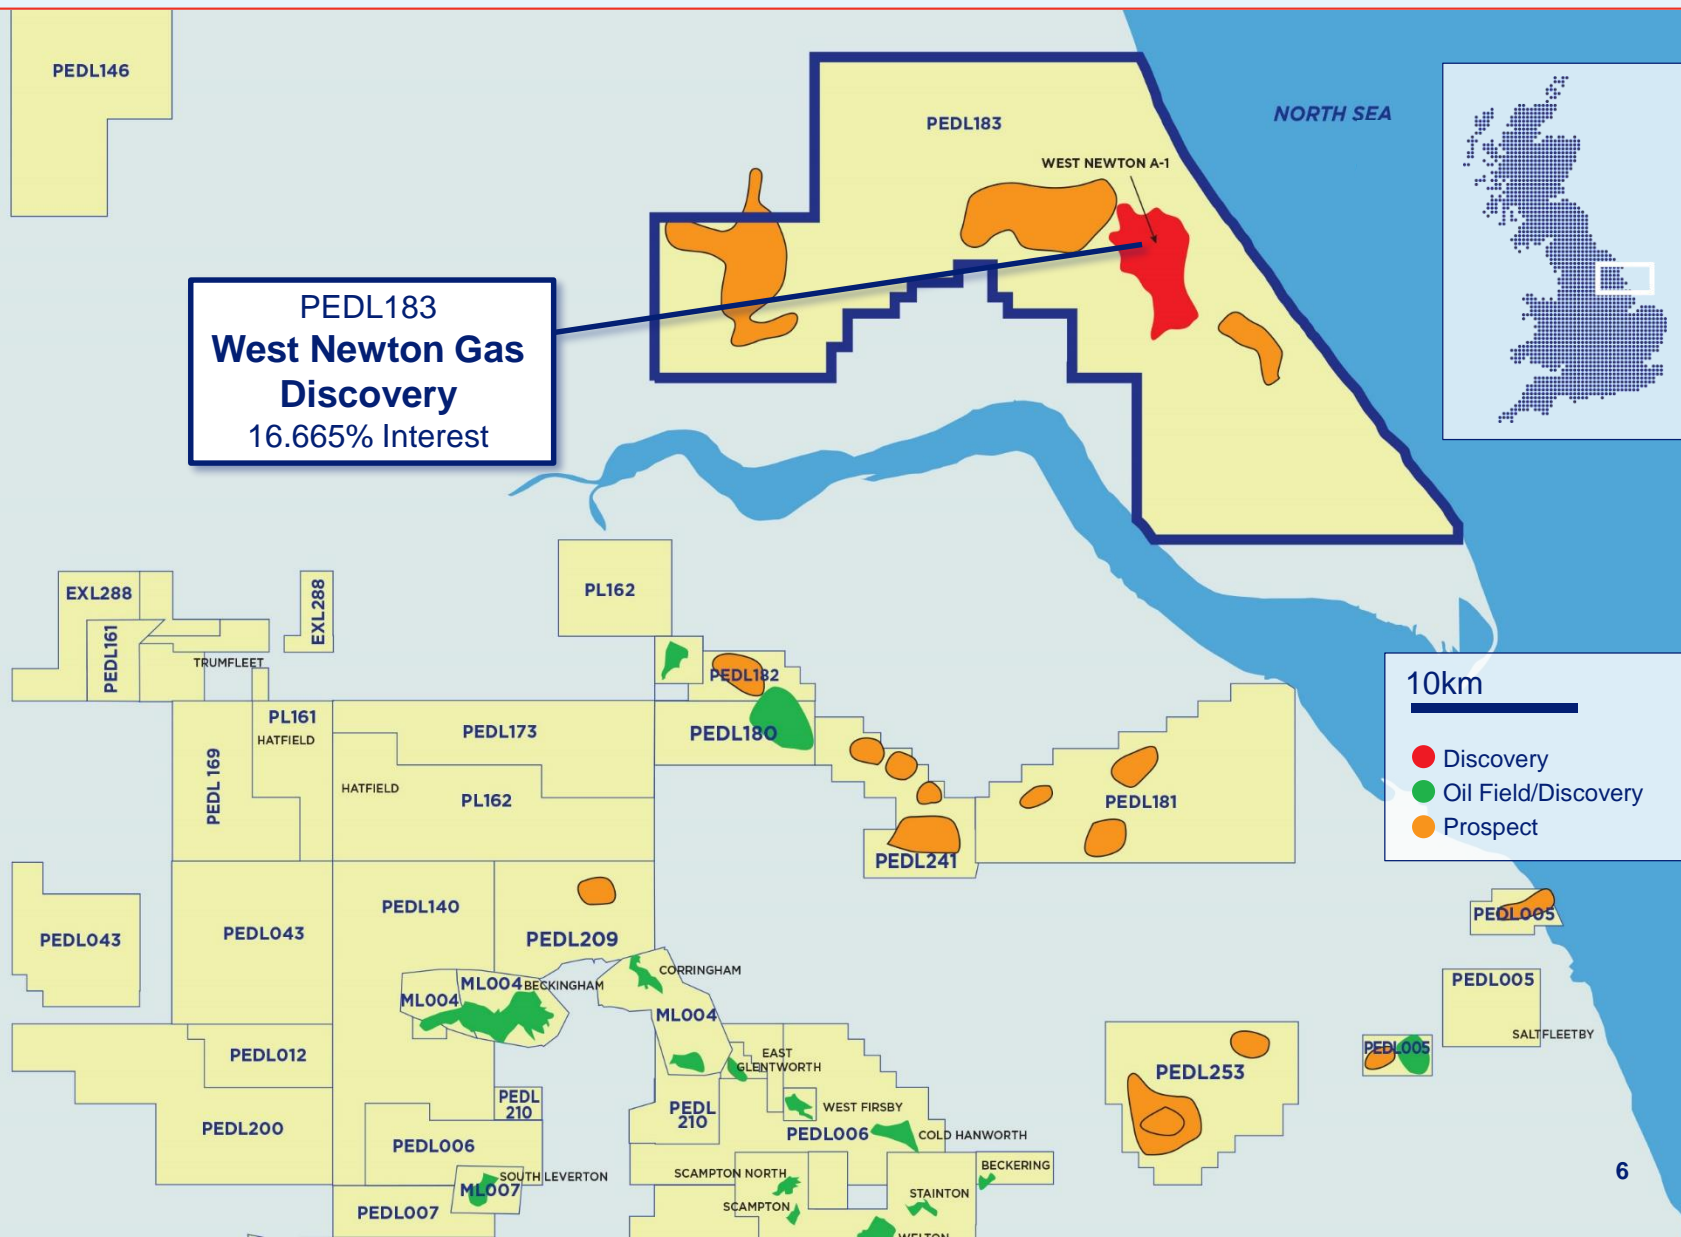 PEDL146
PEDL183
NORTH SEA
WEST NEWTON A-1
PEDL183
West Newton Gas
Discovery
16.665% Interest
EXL288
EXL288
PEDL161
TRUMFLEET
PL162
PEDL182
10km
Discovery
Oil Field/Discovery
Prospect
PL161
HATFIELD
PEDL 169
HATFIELD
PEDL173
PL162
PEDL180
PEDL181
PEDL241
PEDL043
PEDL043
PEDL140
PEDL209
PEDL005
PEDL005
SALTFLEETBY
CORRINGHAM
ML004
BECKINGHAM
ML004
ML004
EAST
GLENTWORTH
PEDL005
PEDL253
PEDL012
PEDL
210
PEDL
210
WEST FIRSBY
PEDL200
PEDL006
PEDL006
COLD HANWORTH
SOUTH LEVERTON
ML007
SCAMPTON NORTH
BECKERING
STAINTON
SCAMPTON
PEDL007
WELTON
6